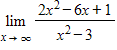 lim x→∞ (2x² − 6x + 1)/(x² − 3)